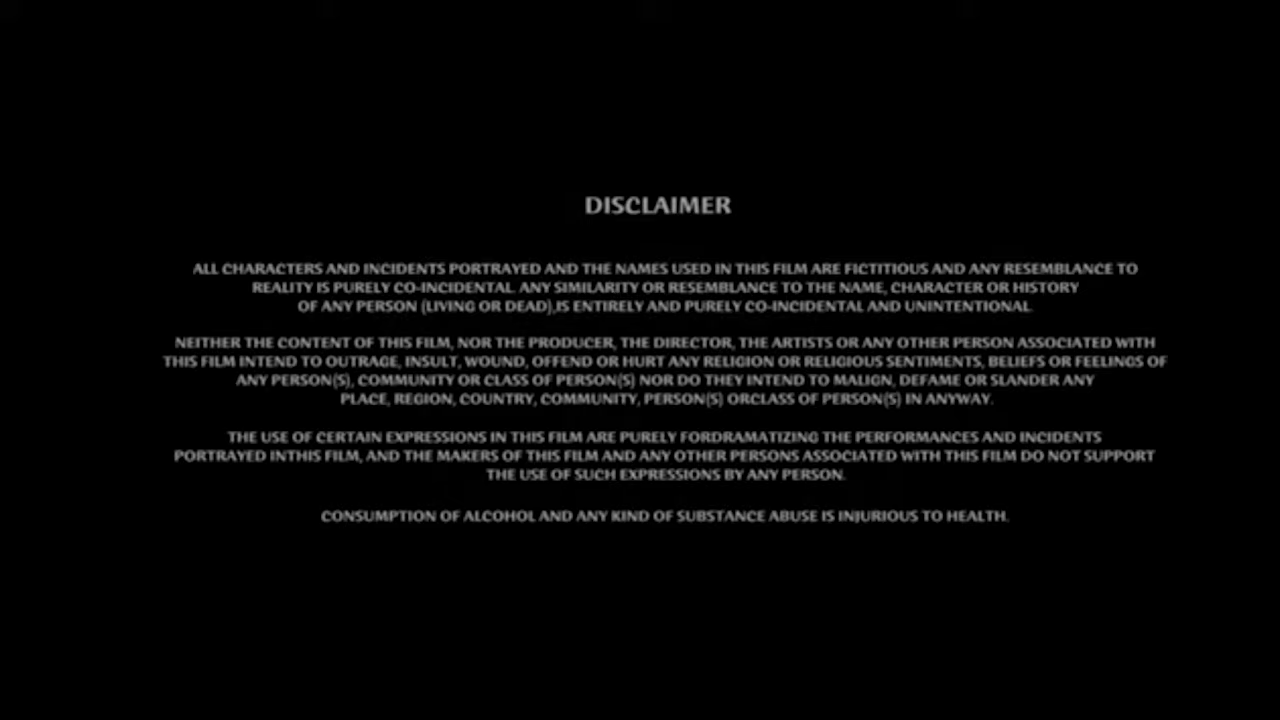 DISCLAIMER
ALL CHARACTERS AND INCIDENTS PORTRAYED AND THE NAMES USED IN THIS FILM ARE FICTITIOUS AND ANY RESEMBLANCE TO
REALITY IS PURELY CO-INCIDENTAL. ANY SIMILARITY OR RESEMBLANCE TO THE NAME, CHARACTER OR HISTORY
OF ANY PERSON (LIVING OR DEAD),IS ENTIRELY AND PURELY CO-INCIDENTAL AND UNINTENTIONAL.
NEITHER THE CONTENT OF THIS FILM, NOR THE PRODUCER, THE DIRECTOR, THE ARTISTS OR ANY OTHER PERSON ASSOCIATED WITH
THIS FILM INTEND TO OUTRAGE, INSULT, WOUND, OFFEND OR HURT ANY RELIGION OR RELIGIOUS SENTIMENTS, BELIEFS OR FEELINGS OF
ANY PERSON(S), COMMUNITY OR CLASS OF PERSON(S) NOR DO THEY INTEND TO MALIGN, DEFAME OR SLANDER ANY
PLACE, REGION, COUNTRY, COMMUNITY, PERSON(S) ORCLASS OF PERSON(S) IN ANYWAY.
THE USE OF CERTAIN EXPRESSIONS IN THIS FILM ARE PURELY FORDRAMATIZING THE PERFORMANCES AND INCIDENTS
PORTRAYED INTHIS FILM, AND THE MAKERS OF THIS FILM AND ANY OTHER PERSONS ASSOCIATED WITH THIS FILM DO NOT SUPPORT
THE USE OF SUCH EXPRESSIONS BY ANY PERSON.
CONSUMPTION OF ALCOHOL AND ANY KIND OF SUBSTANCE ABUSE IS INJURIOUS TO HEALTH.